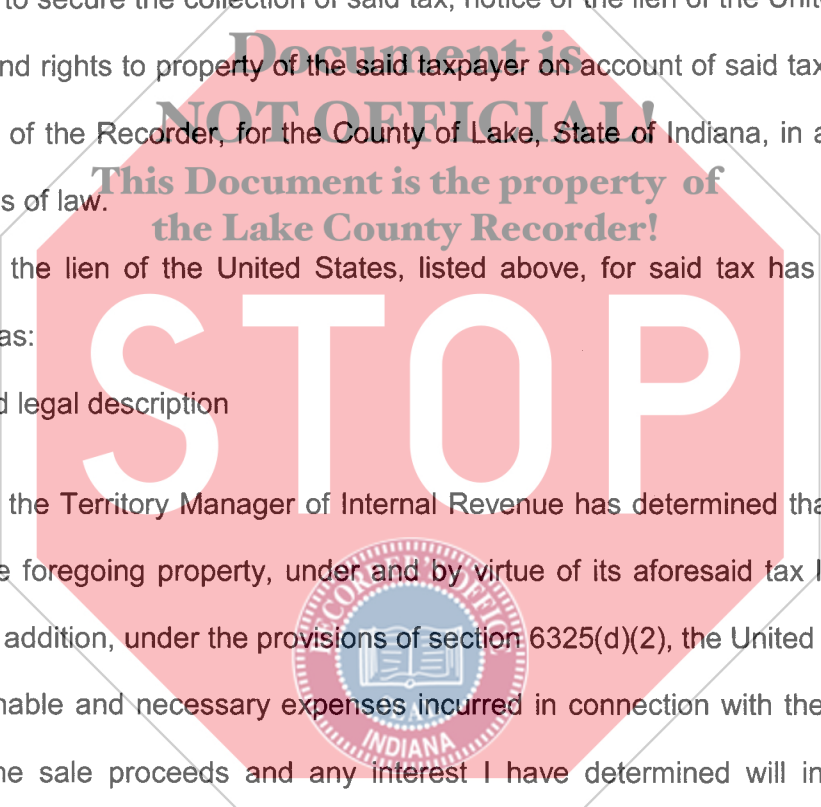 to secure the collection of said tax, notice of the lien of the Unit
Document is
nd rights to property of the said taxpayer on account of said tax
NOT OFFICIAL!
of the Recorder, for the County of Lake, State of Indiana, in a
This Document is the property of
s of law.
the Lake County Recorder!
the lien of the United States, listed above, for said tax has
as:
STOP
d legal description
the Territory Manager of Internal Revenue has determined tha
e foregoing property, under and by virtue of its aforesaid tax l
RECORDER'S OFFICE
addition, under the provisions of section 6325(d)(2), the United
nable and necessary expenses incurred in connection with the
INDIANA
he sale proceeds and any interest I have determined will in